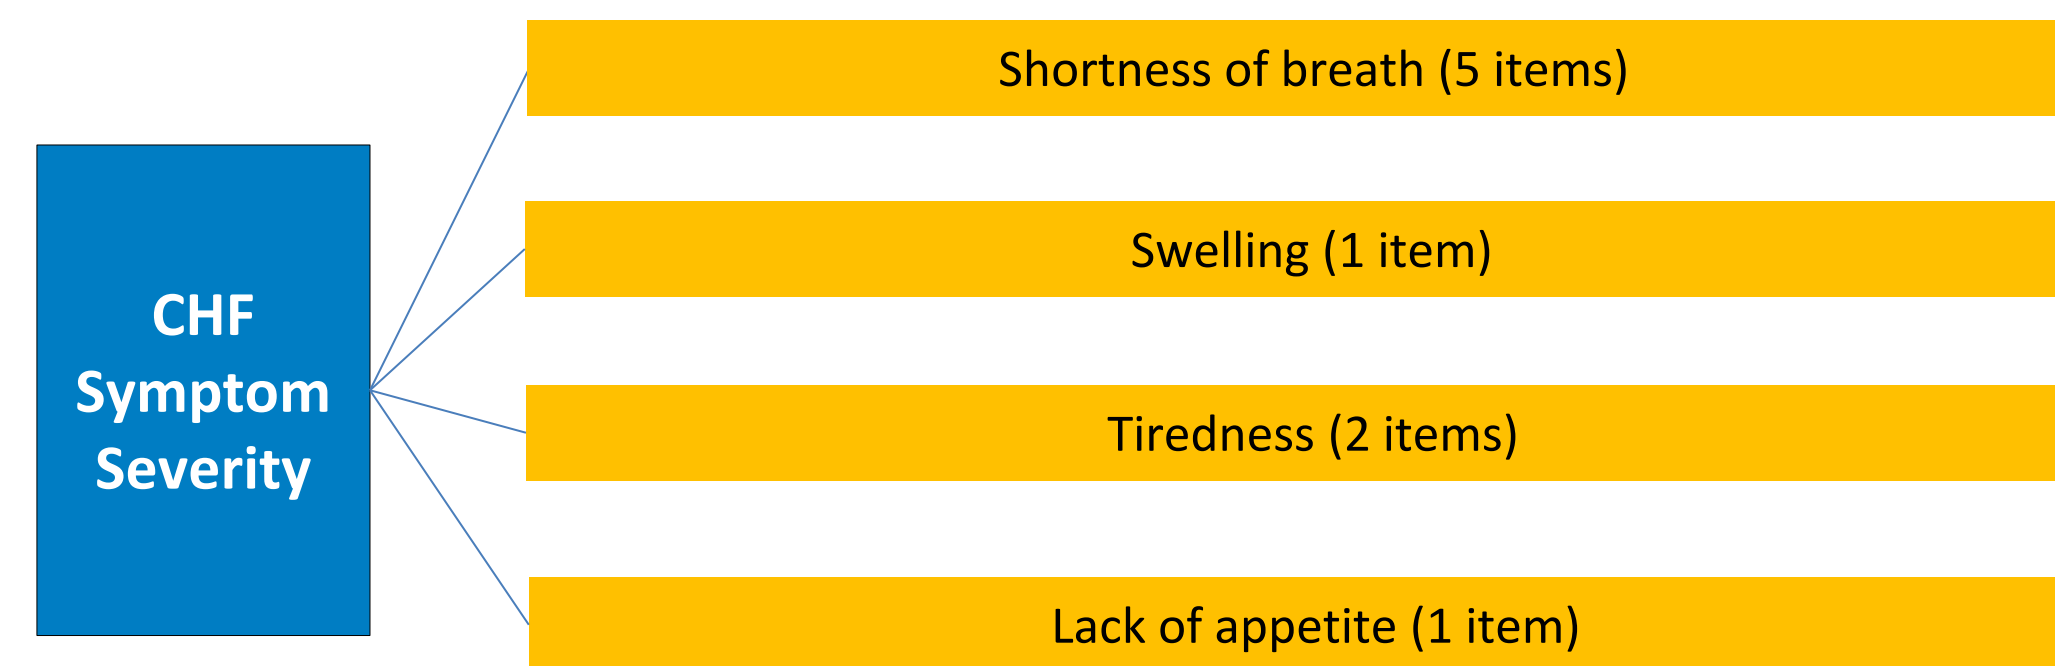 CHF
Symptom
Severity
Shortness of breath (5 items)
Swelling (1 item)
Tiredness (2 items)
Lack of appetite (1 item)